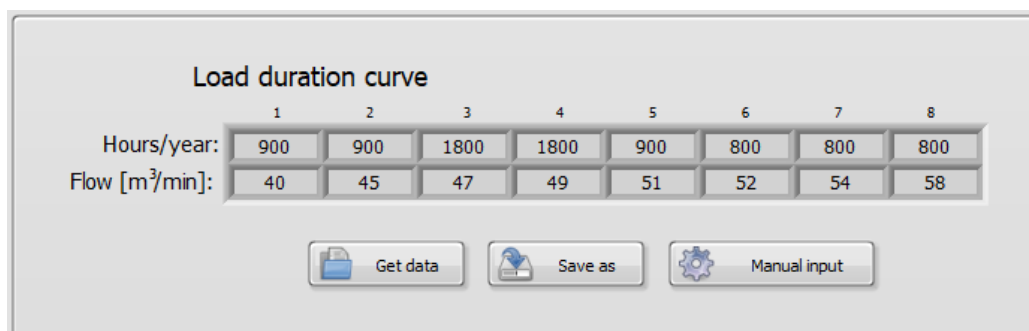 Load duration curve
1 2 3 4 5 6 7 8
Hours/year: 900 900 1800 1800 900 800 800 800
Flow [m³/min]: 40 45 47 49 51 52 54 58
Get data Save as Manual input